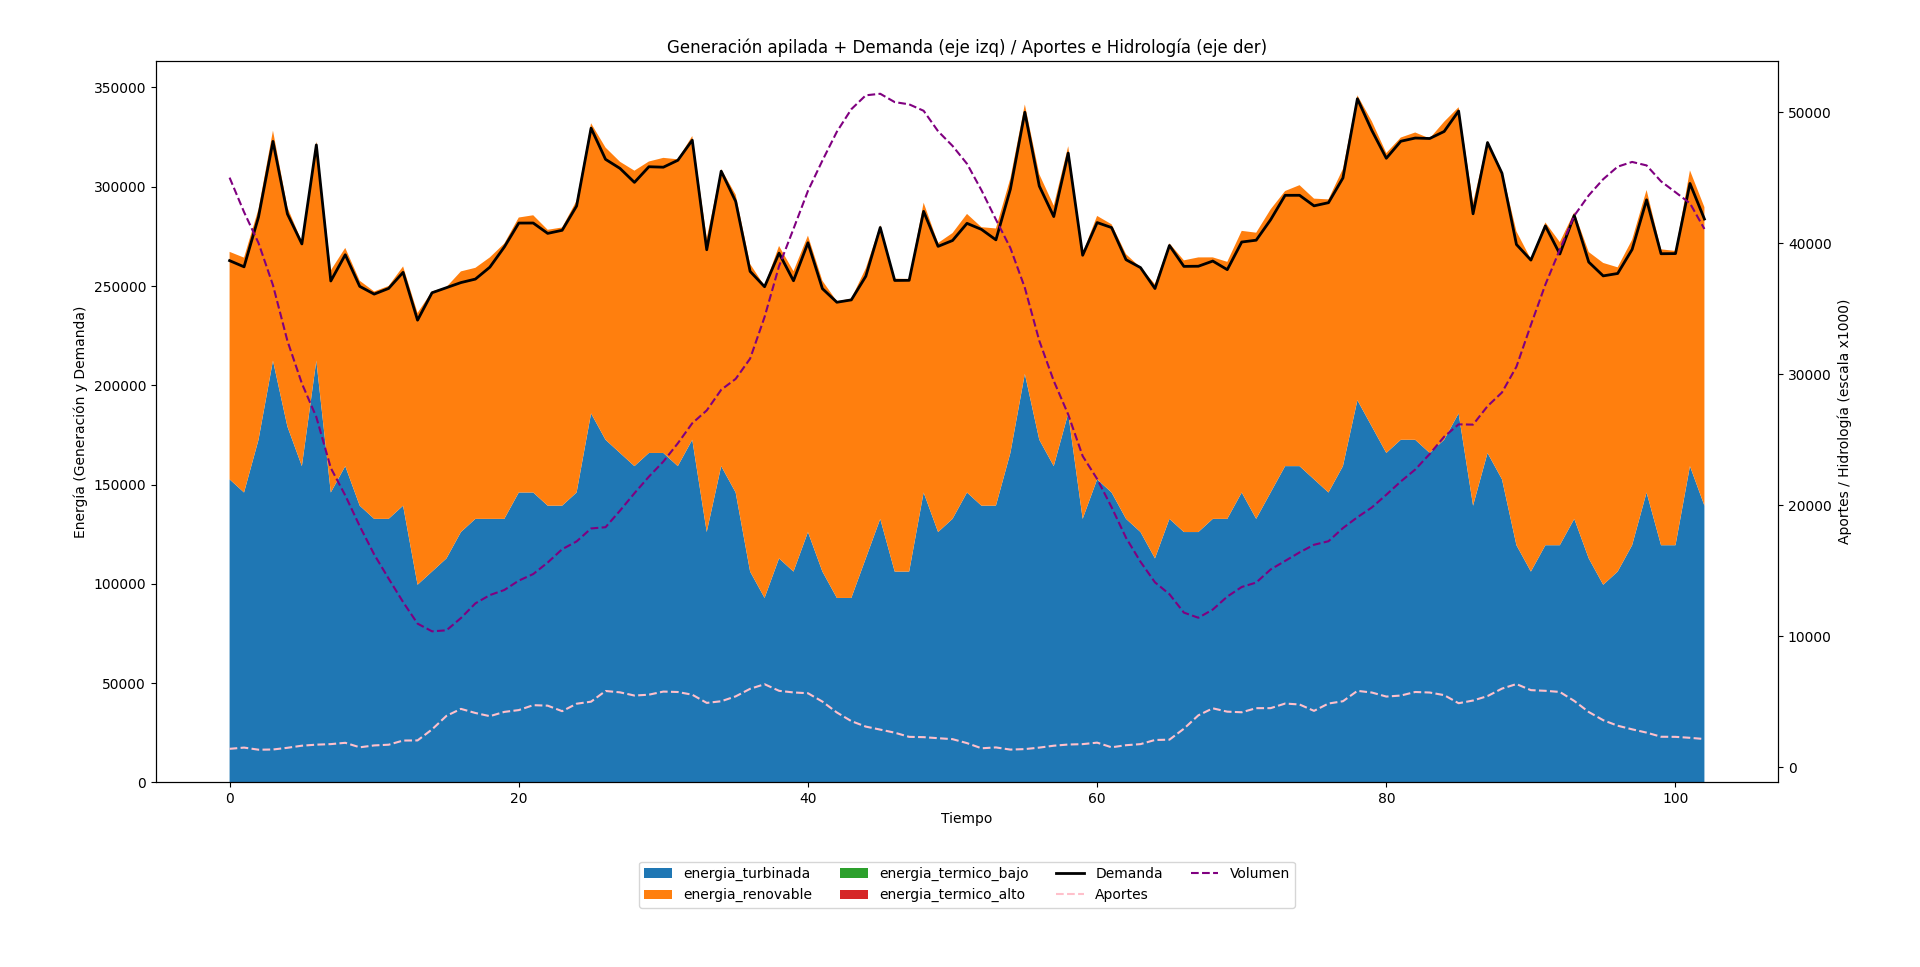 Generación apilada + Demanda (eje izq) / Aportes e Hidrología (eje der)
Energía (Generación y Demanda)
350000
300000
250000
200000
150000
100000
50000
0
50000
40000
30000
20000
10000
0
Aportes / Hidrología (escala x1000)
0 20 40 60 80 100
Tiempo
energia_turbinada energia_termico_bajo Demanda Volumen
energia_renovable energia_termico_alto Aportes